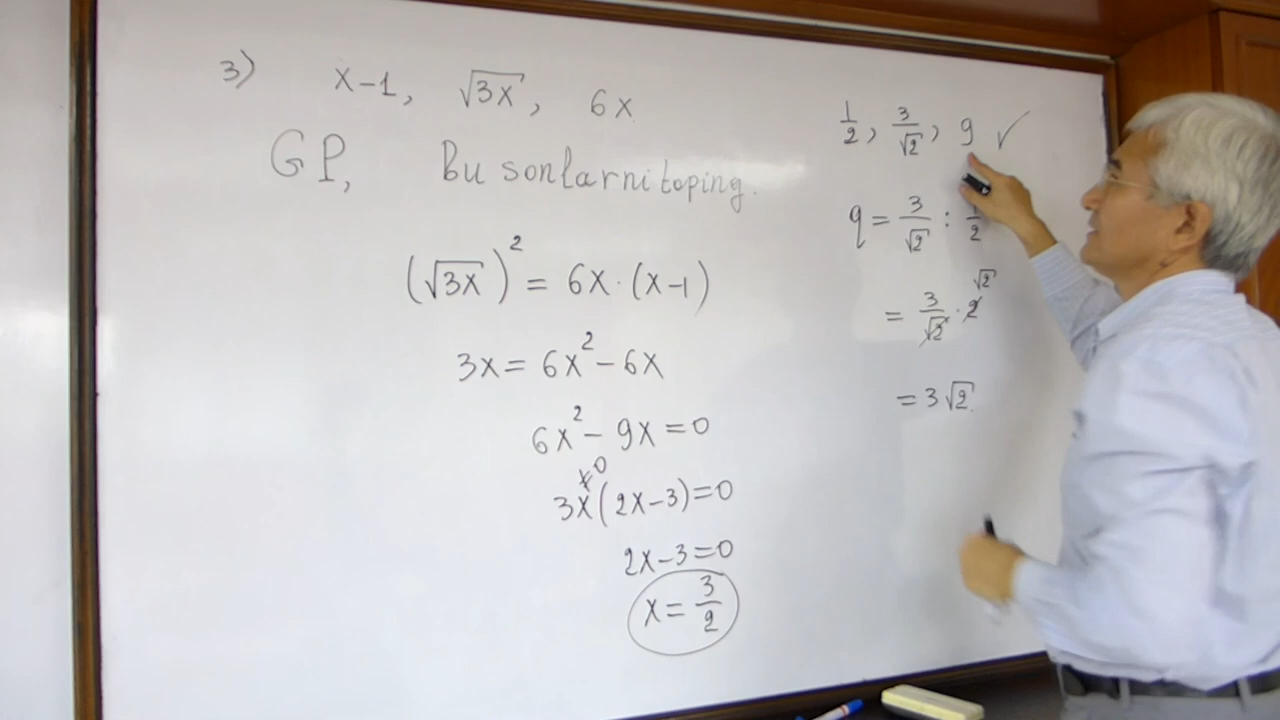 3) x-1, √3x, 6x
GP, Bu sonlarni toping.
(√3x)² = 6x·(x-1)
3x = 6x² - 6x
6x² - 9x = 0
≠0
3x(2x-3)=0
2x-3=0
x = 3/2
1/2, 3/√2, 9 ✓
q = 3/√2 : 1/2
√2
= 3/√2 · 2
= 3√2.